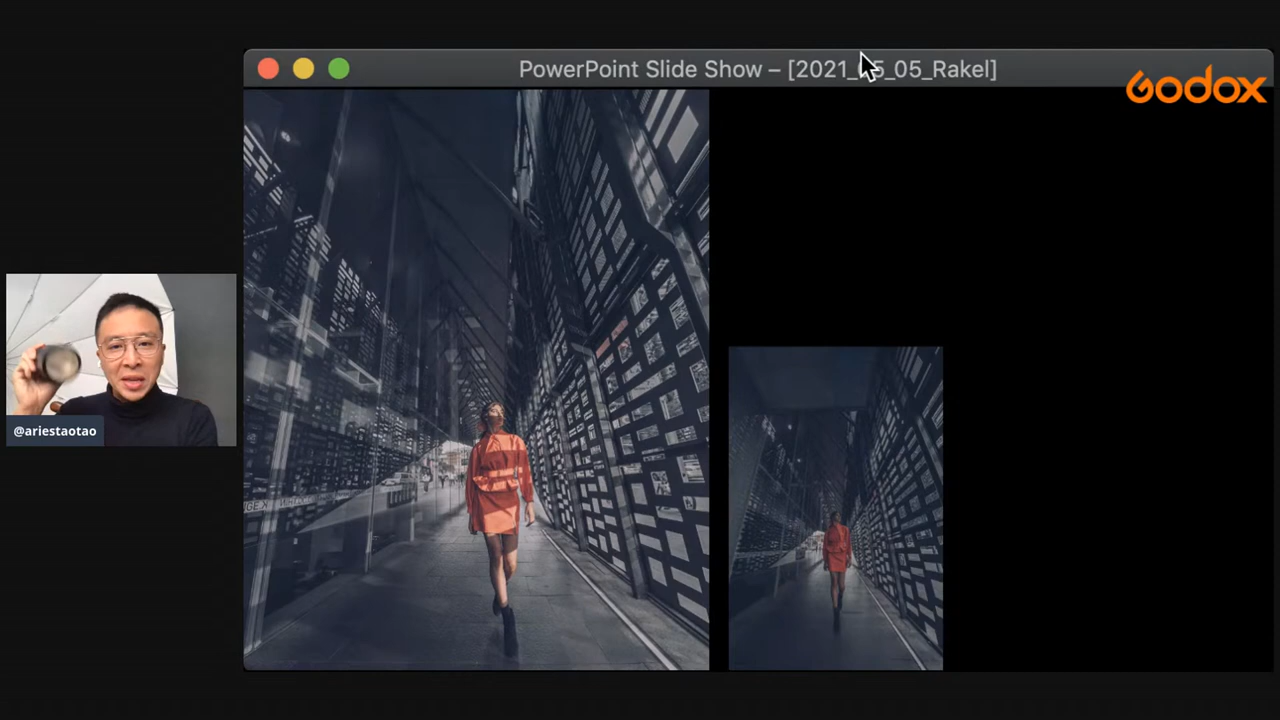 PowerPoint Slide Show – [2021_05_05_Rakel]
Godox
@ariestaotao